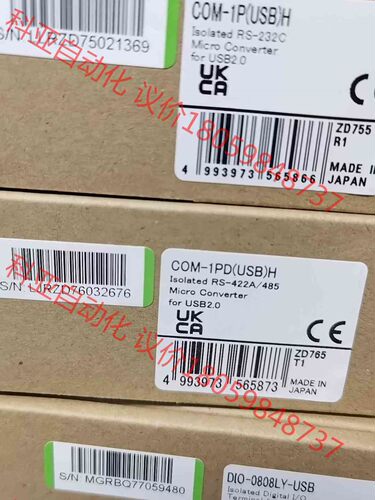 COM-1P(USB)H
Isolated RS-232C
Micro Converter
for USB2.0
UK
CA
CE
ZD755
R1
4 993973 565866
MADE IN
JAPAN
科亚自动化 议价18059848737
COM-1PD(USB)H
Isolated RS-422A/485
Micro Converter
for USB2.0
UK
CA
CE
S/N UJRZD76032676
ZD765
T1
4 993973 565873
MADE IN
JAPAN
科亚自动化 议价18059848737
S/N MGRBQ77059480
DIO-0808LY-USB
Isolated Digital I/O